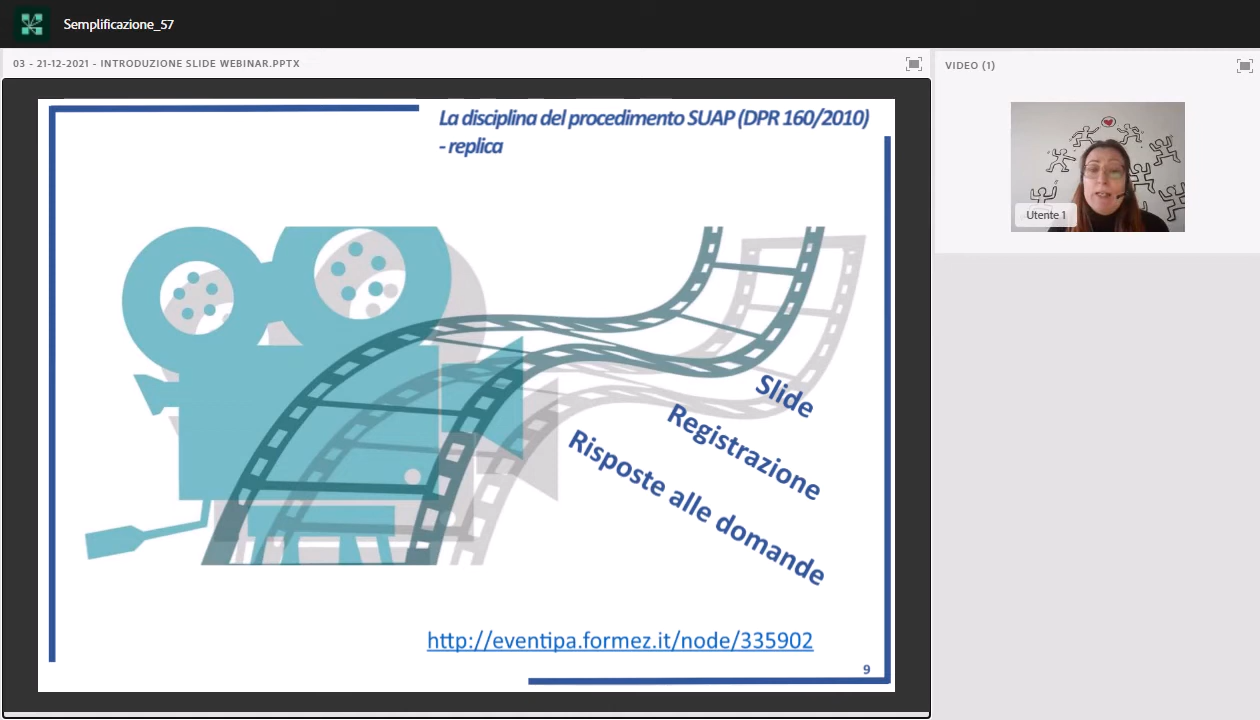 Semplificazione_57
03 - 21-12-2021 - INTRODUZIONE SLIDE WEBINAR.PPTX
VIDEO (1)
La disciplina del procedimento SUAP (DPR 160/2010)
- replica
Utente 1
Slide
Registrazione
Risposte alle domande
http://eventipa.formez.it/node/335902
9